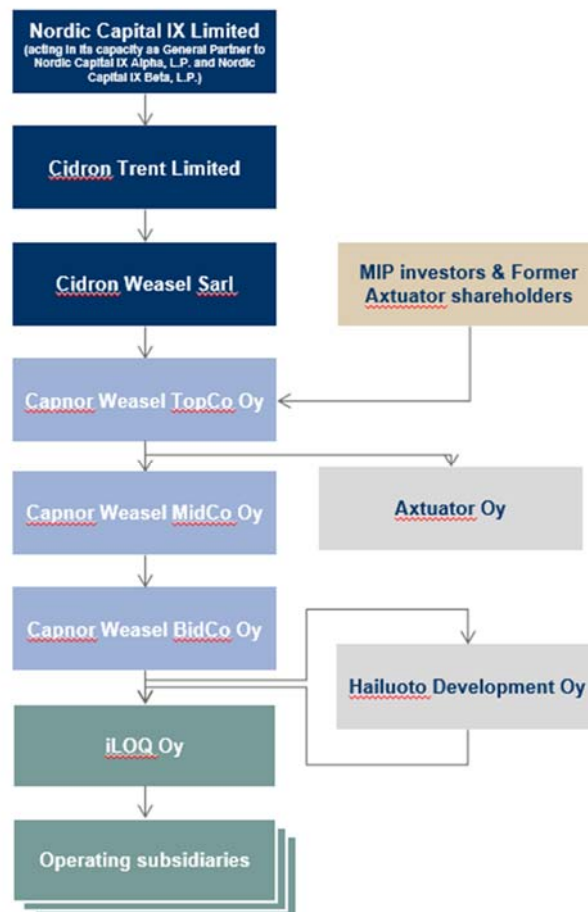 Nordic Capital IX Limited
(acting in its capacity as General Partner to
Nordic Capital IX Alpha, L.P. and Nordic
Capital IX Beta, L.P.)
Cidron Trent Limited
Cidron Weasel Sarl
MIP investors & Former
Axtuator shareholders
Capnor Weasel TopCo Oy
Capnor Weasel MidCo Oy
Axtuator Oy
Capnor Weasel BidCo Oy
Hailuoto Development Oy
iLOQ Oy
Operating subsidiaries